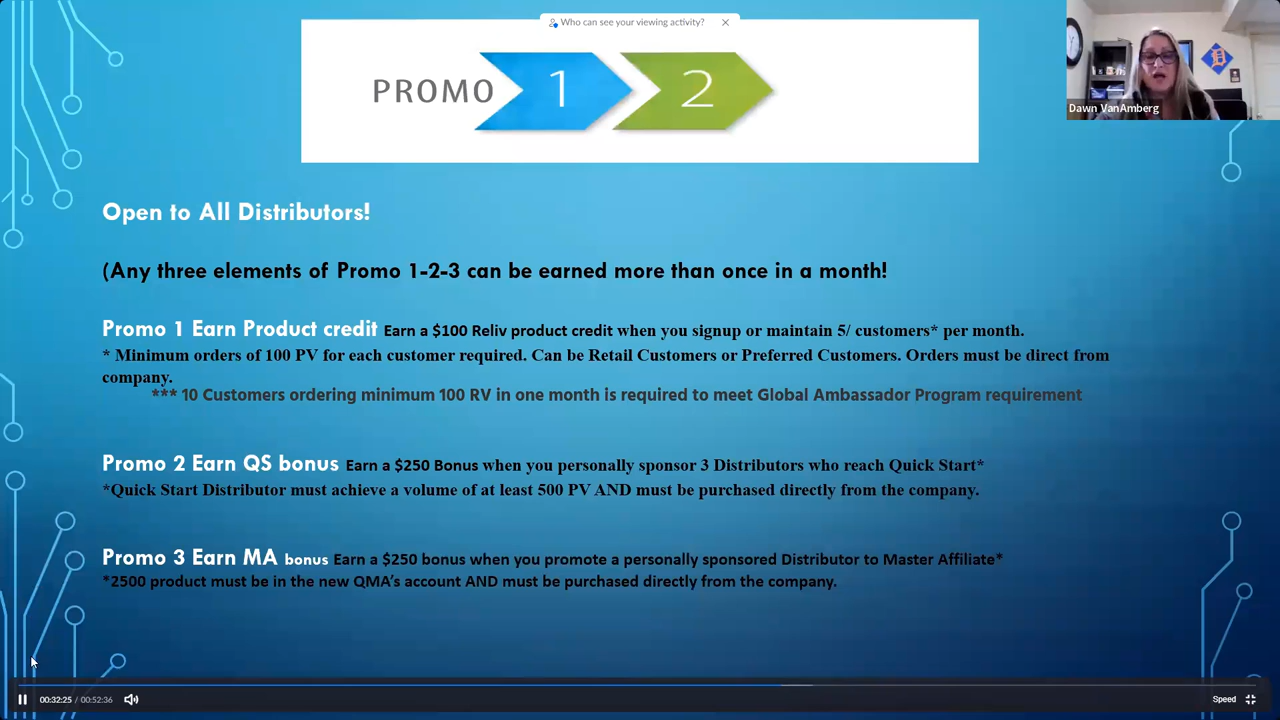 Who can see your viewing activity?
PROMO 1 2
Dawn VanAmberg
Open to All Distributors!
(Any three elements of Promo 1-2-3 can be earned more than once in a month!
Promo 1 Earn Product credit Earn a $100 Reliv product credit when you signup or maintain 5/ customers* per month.
* Minimum orders of 100 PV for each customer required. Can be Retail Customers or Preferred Customers. Orders must be direct from
company.
*** 10 Customers ordering minimum 100 RV in one month is required to meet Global Ambassador Program requirement
Promo 2 Earn QS bonus Earn a $250 Bonus when you personally sponsor 3 Distributors who reach Quick Start*
*Quick Start Distributor must achieve a volume of at least 500 PV AND must be purchased directly from the company.
Promo 3 Earn MA bonus Earn a $250 bonus when you promote a personally sponsored Distributor to Master Affiliate*
*2500 product must be in the new QMA's account AND must be purchased directly from the company.
00:32:25 / 00:52:36
Speed